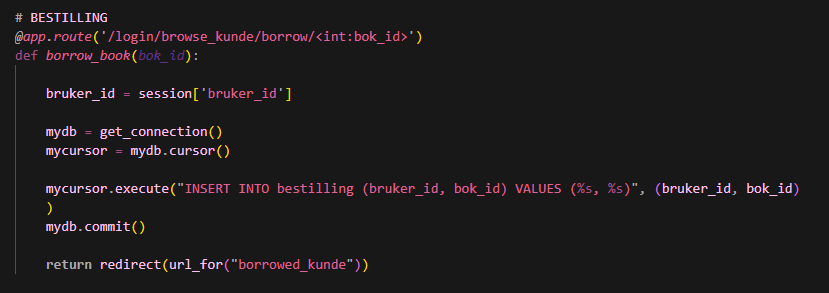 # BESTILLING
@app.route('/login/browse_kunde/borrow/<int:bok_id>')
def borrow_book(bok_id):
bruker_id = session['bruker_id']
mydb = get_connection()
mycursor = mydb.cursor()
mycursor.execute("INSERT INTO bestilling (bruker_id, bok_id) VALUES (%s, %s)", (bruker_id, bok_id)
)
mydb.commit()
return redirect(url_for("borrowed_kunde"))